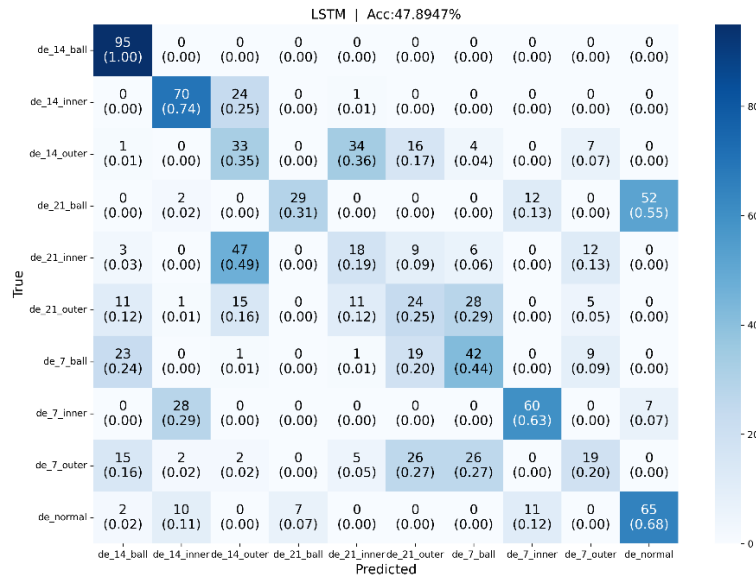 LSTM | Acc:47.8947%
de_14_ball 95 0 0 0 0 0 0 0 0 0
(1.00) (0.00) (0.00) (0.00) (0.00) (0.00) (0.00) (0.00) (0.00) (0.00)
de_14_inner 0 70 24 0 1 0 0 0 0 0
(0.00) (0.74) (0.25) (0.00) (0.01) (0.00) (0.00) (0.00) (0.00) (0.00)
de_14_outer 1 0 33 0 34 16 4 0 7 0
(0.01) (0.00) (0.35) (0.00) (0.36) (0.17) (0.04) (0.00) (0.07) (0.00)
de_21_ball 0 2 0 29 0 0 0 12 0 52
(0.00) (0.02) (0.00) (0.31) (0.00) (0.00) (0.00) (0.13) (0.00) (0.55)
de_21_inner 3 0 47 0 18 9 6 0 12 0
(0.03) (0.00) (0.49) (0.00) (0.19) (0.09) (0.06) (0.00) (0.13) (0.00)
True
de_21_outer 11 1 15 0 11 24 28 0 5 0
(0.12) (0.01) (0.16) (0.00) (0.12) (0.25) (0.29) (0.00) (0.05) (0.00)
de_7_ball 23 0 1 0 1 19 42 0 9 0
(0.24) (0.00) (0.01) (0.00) (0.01) (0.20) (0.44) (0.00) (0.09) (0.00)
de_7_inner 0 28 0 0 0 0 0 60 0 7
(0.00) (0.29) (0.00) (0.00) (0.00) (0.00) (0.00) (0.63) (0.00) (0.07)
de_7_outer 15 2 2 0 5 26 26 0 19 0
(0.16) (0.02) (0.02) (0.00) (0.05) (0.27) (0.27) (0.00) (0.20) (0.00)
de_normal 2 10 0 7 0 0 0 11 0 65
(0.02) (0.11) (0.00) (0.07) (0.00) (0.00) (0.00) (0.12) (0.00) (0.68)
de_14_ball de_14_inner de_14_outer de_21_ball de_21_inner de_21_outer de_7_ball de_7_inner de_7_outer de_normal
Predicted
80
60
40
20
0